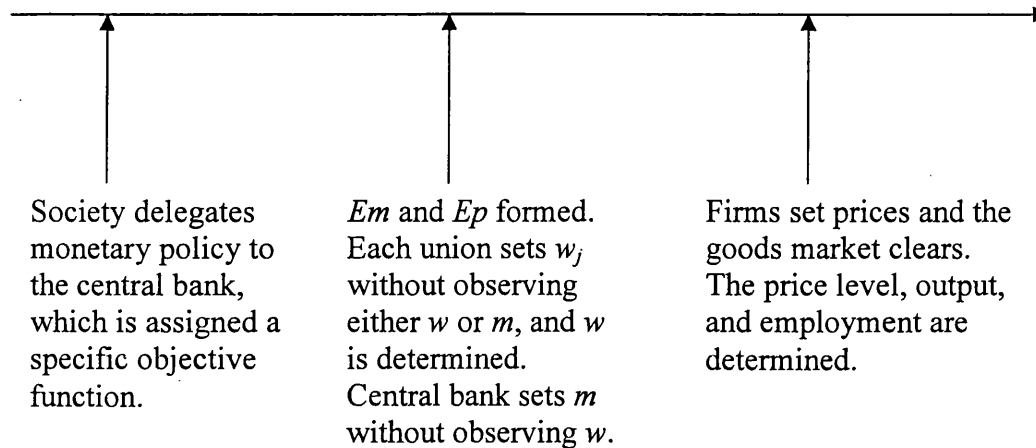 Society delegates
monetary policy to
the central bank,
which is assigned a
specific objective
function.
Em and Ep formed.
Each union sets wj
without observing
either w or m, and w
is determined.
Central bank sets m
without observing w.
Firms set prices and the
goods market clears.
The price level, output,
and employment are
determined.